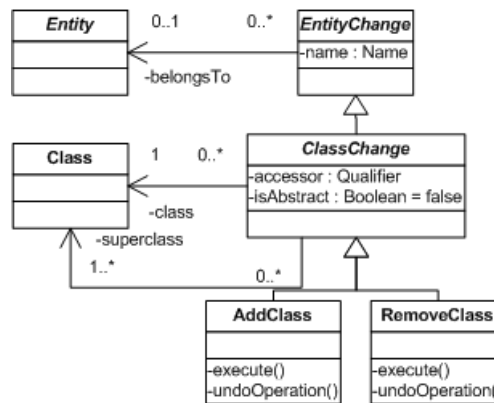 Entity
0..1
0..*
EntityChange
-name : Name
-belongsTo
Class
1
0..*
ClassChange
-accessor : Qualifier
-isAbstract : Boolean = false
-class
-superclass
1..*
0..*
AddClass
RemoveClass
-execute()
-execute()
-undoOperation()
-undoOperation()